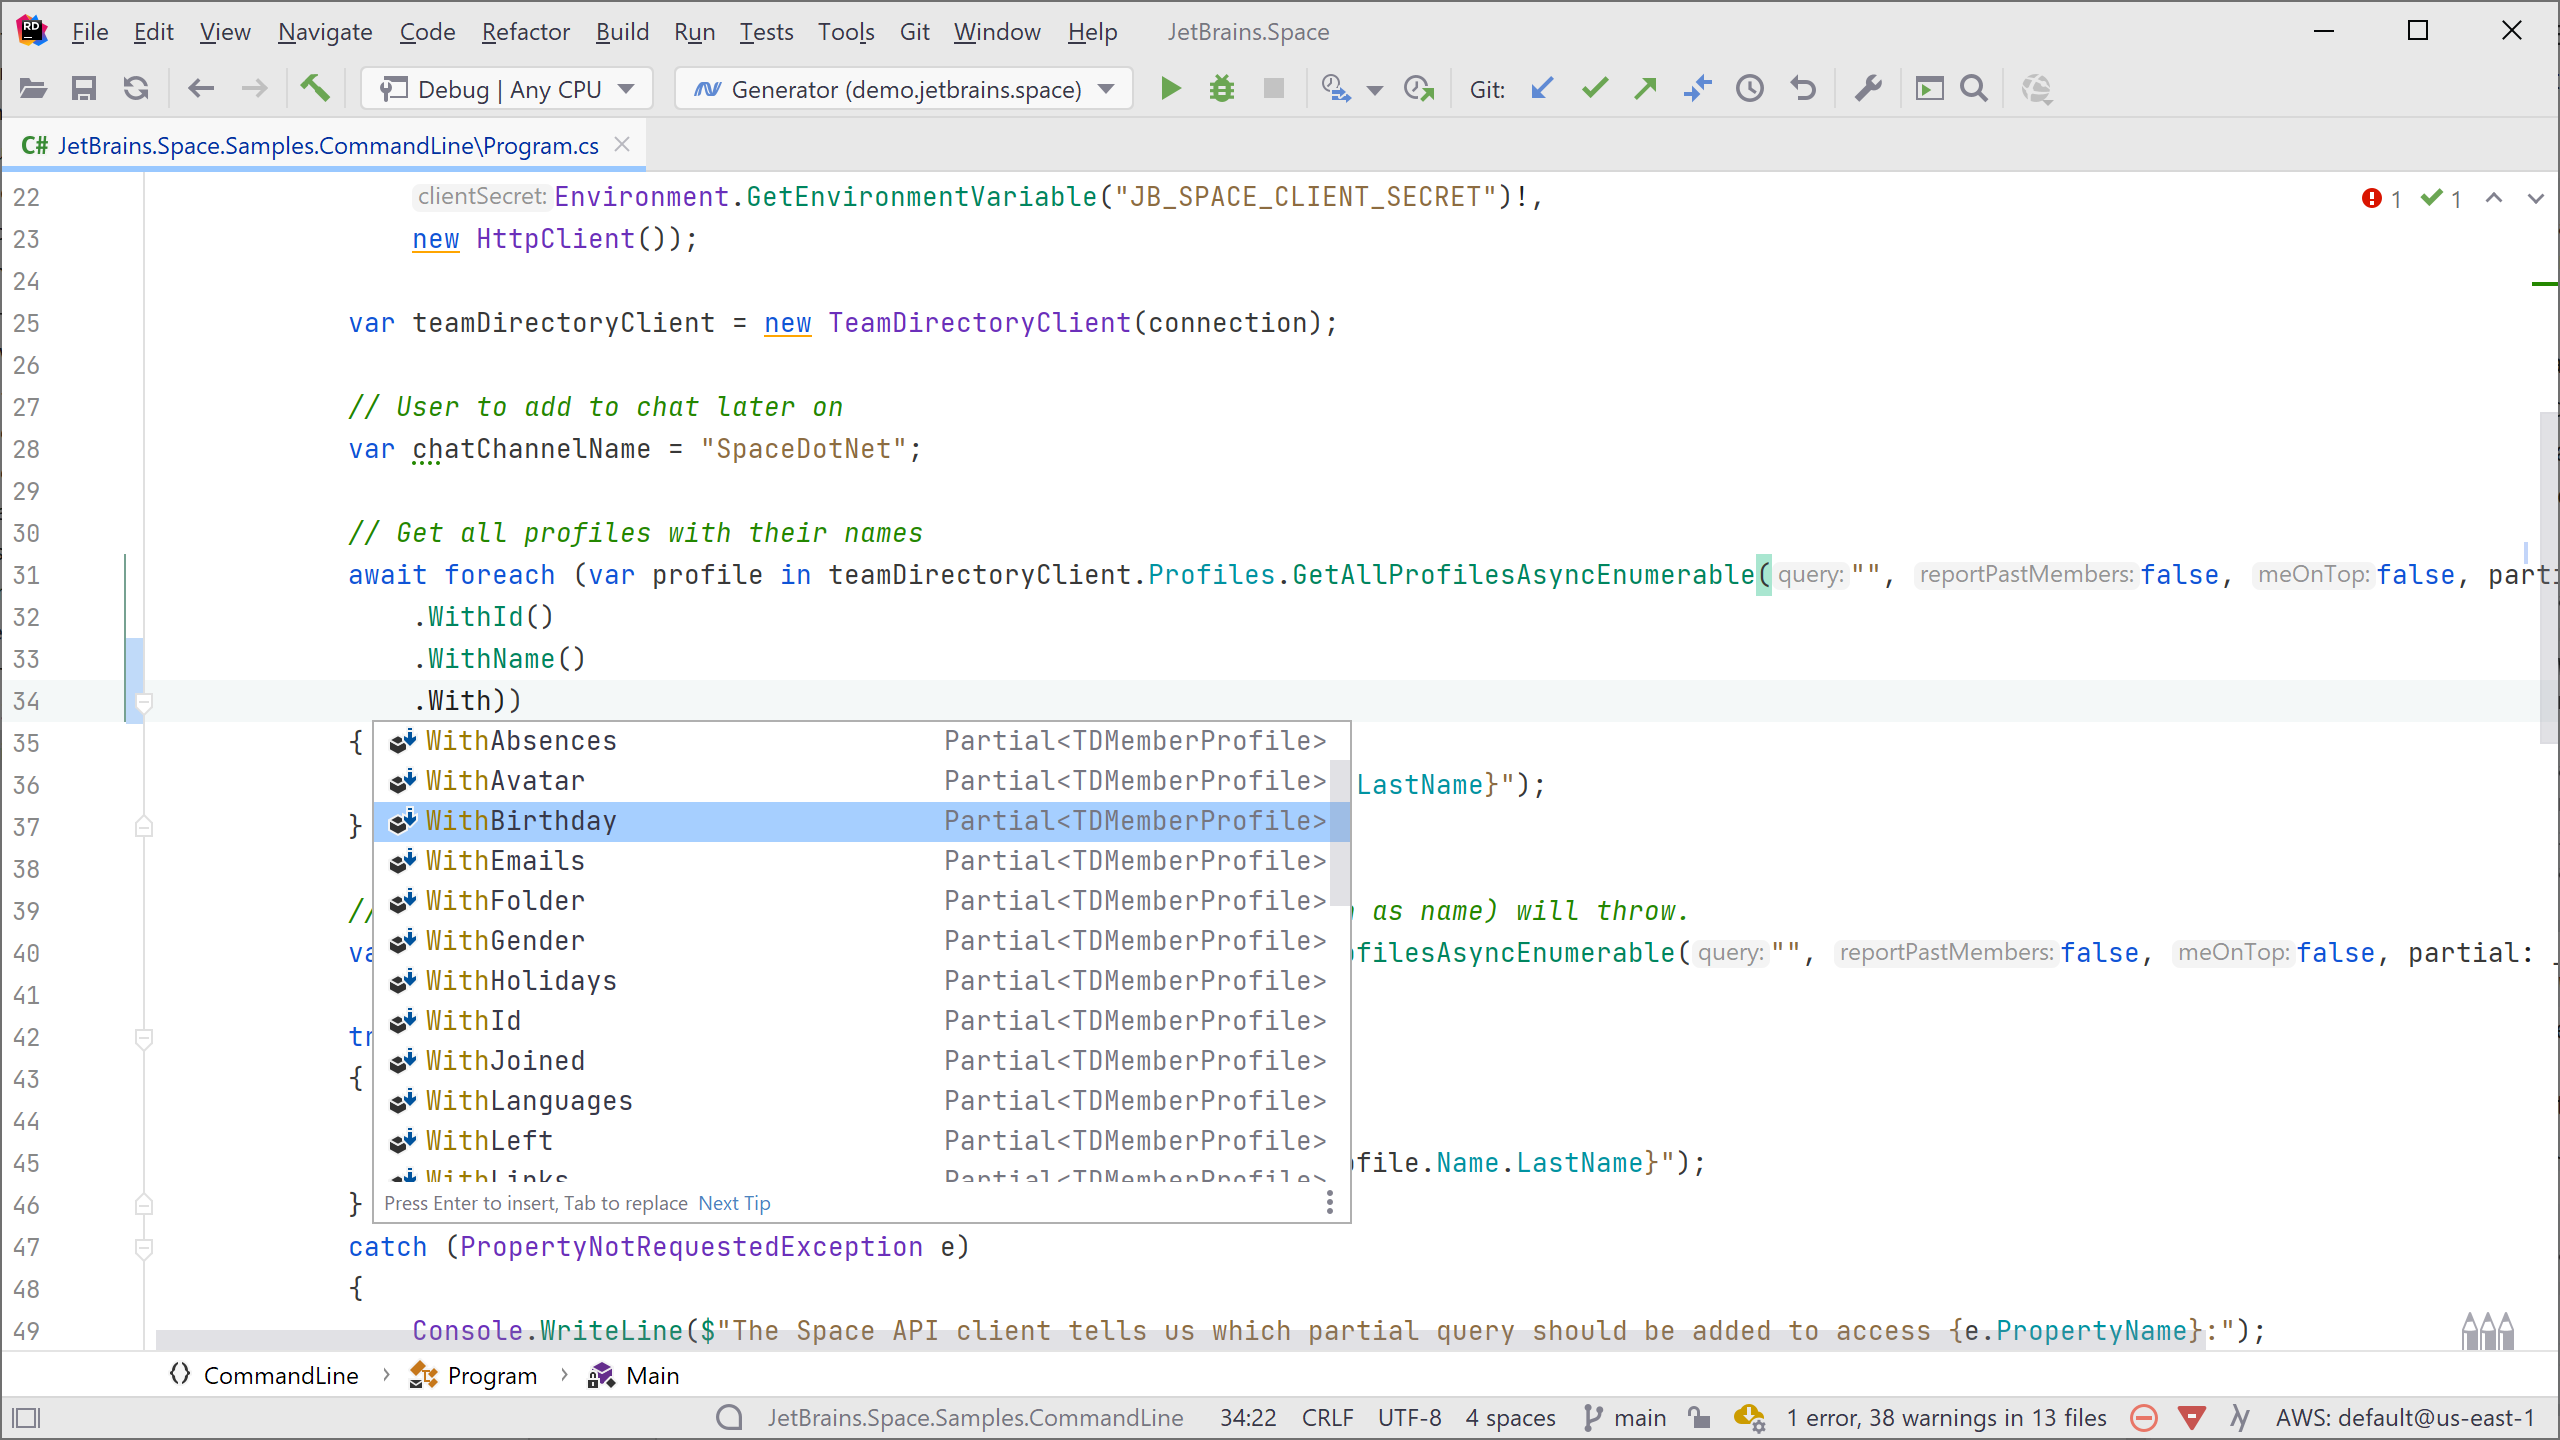 RD File Edit View Navigate Code Refactor Build Run Tests Tools Git Window Help JetBrains.Space
Debug | Any CPU Generator (demo.jetbrains.space) Git:
C# JetBrains.Space.Samples.CommandLine\Program.cs
22 clientSecret: Environment.GetEnvironmentVariable("JB_SPACE_CLIENT_SECRET")!, 1 1
23 new HttpClient());
24
25 var teamDirectoryClient = new TeamDirectoryClient(connection);
26
27 // User to add to chat later on
28 var chatChannelName = "SpaceDotNet";
29
30 // Get all profiles with their names
31 await foreach (var profile in teamDirectoryClient.Profiles.GetAllProfilesAsyncEnumerable( query: "", reportPastMembers: false, meOnTop: false, parti
32 .WithId()
33 .WithName()
34 .With))
35 { WithAbsences Partial<TDMemberProfile>
WithAvatar Partial<TDMemberProfile>
36 LastName}");
37 } WithBirthday Partial<TDMemberProfile>
38 WithEmails Partial<TDMemberProfile>
WithFolder Partial<TDMemberProfile>
39 // as name) will throw.
WithGender Partial<TDMemberProfile>
40 va filesAsyncEnumerable( query: "", reportPastMembers: false, meOnTop: false, partial: _
41 WithHolidays Partial<TDMemberProfile>
WithId Partial<TDMemberProfile>
42 tr
43 { WithJoined Partial<TDMemberProfile>
44 WithLanguages Partial<TDMemberProfile>
WithLeft Partial<TDMemberProfile>
45 file.Name.LastName}");
WithLinks Partial<TDMemberProfile>
46 } Press Enter to insert, Tab to replace Next Tip
47 catch (PropertyNotRequestedException e)
48 {
49 Console.WriteLine($"The Space API client tells us which partial query should be added to access {e.PropertyName}:");
CommandLine › Program › Main
JetBrains.Space.Samples.CommandLine 34:22 CRLF UTF-8 4 spaces main 1 error, 38 warnings in 13 files AWS: default@us-east-1